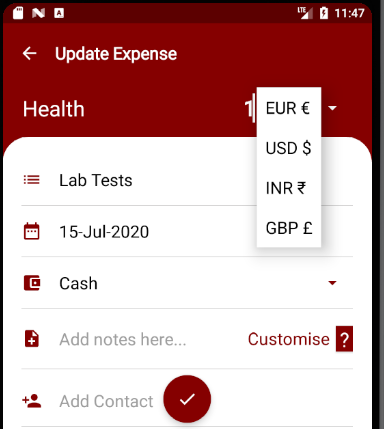 LTE 11:47
Update Expense
Health 1
EUR €
USD $
INR ₹
GBP £
Lab Tests
15-Jul-2020
Cash
Add notes here... Customise ?
Add Contact